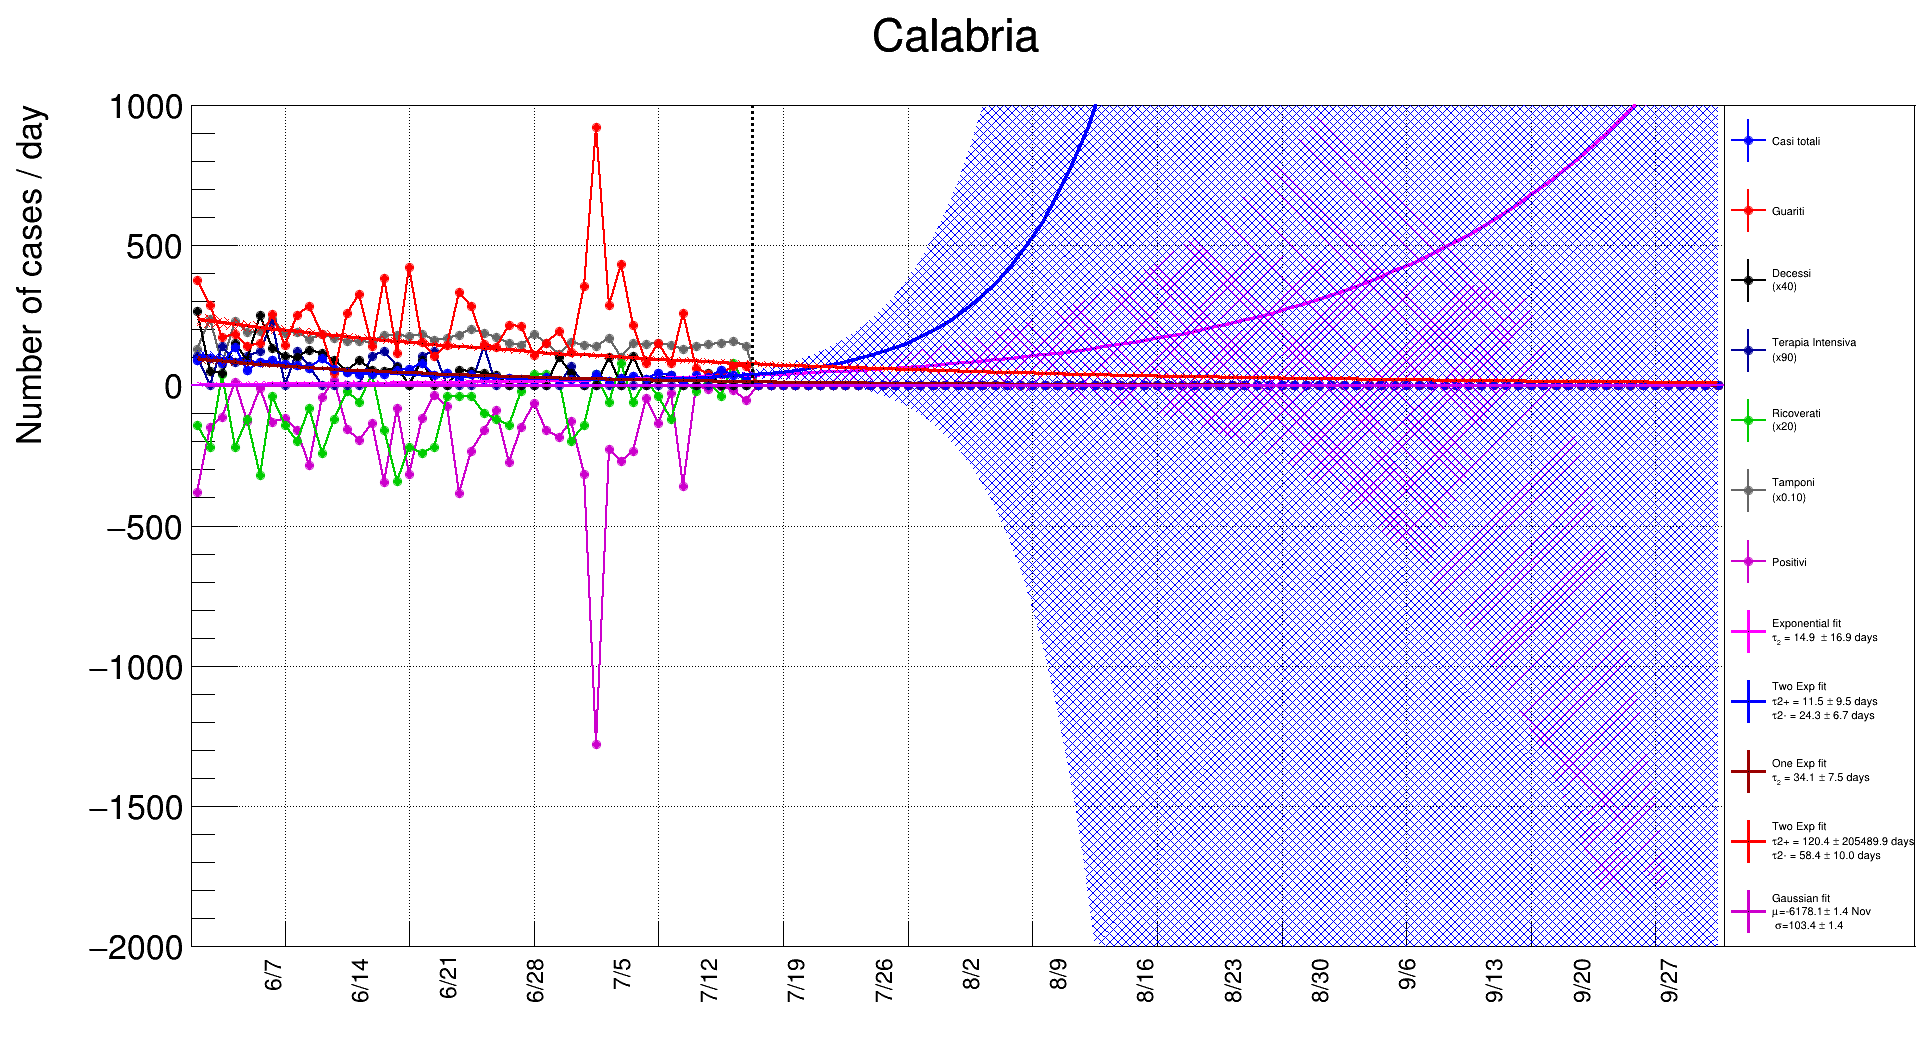 Calabria
Number of cases / day
1000
500
0
−500
−1000
−1500
−2000
6/7
6/14
6/21
6/28
7/5
7/12
7/19
7/26
8/2
8/9
8/16
8/23
8/30
9/6
9/13
9/20
9/27
Casi totali
Guariti
Decessi
(x40)
Terapia Intensiva
(x90)
Ricoverati
(x20)
Tamponi
(x0.10)
Positivi
Exponential fit
τ₂ = 14.9 ± 16.9 days
Two Exp fit
τ2+ = 11.5 ± 9.5 days
τ2- = 24.3 ± 6.7 days
One Exp fit
τ₂ = 34.1 ± 7.5 days
Two Exp fit
τ2+ = 120.4 ± 205489.9 days
τ2- = 58.4 ± 10.0 days
Gaussian fit
μ=-6178.1± 1.4 Nov
σ=103.4 ± 1.4